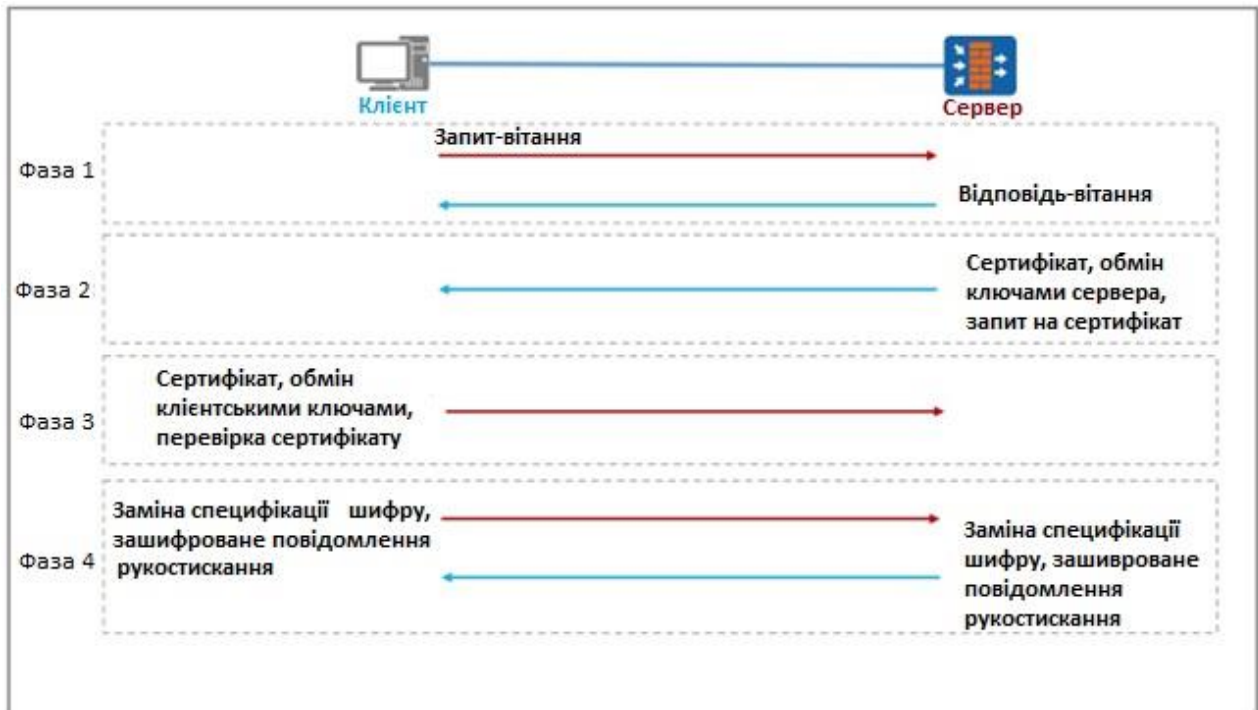 Клієнт
Сервер
Фаза 1
Запит-вітання
Відповідь-вітання
Фаза 2
Сертифікат, обмін
ключами сервера,
запит на сертифікат
Фаза 3
Сертифікат, обмін
клієнтськими ключами,
перевірка сертифікату
Фаза 4
Заміна специфікації шифру,
зашифроване повідомлення
рукостискання
Заміна специфікації
шифру, зашивроване
повідомлення
рукостискання